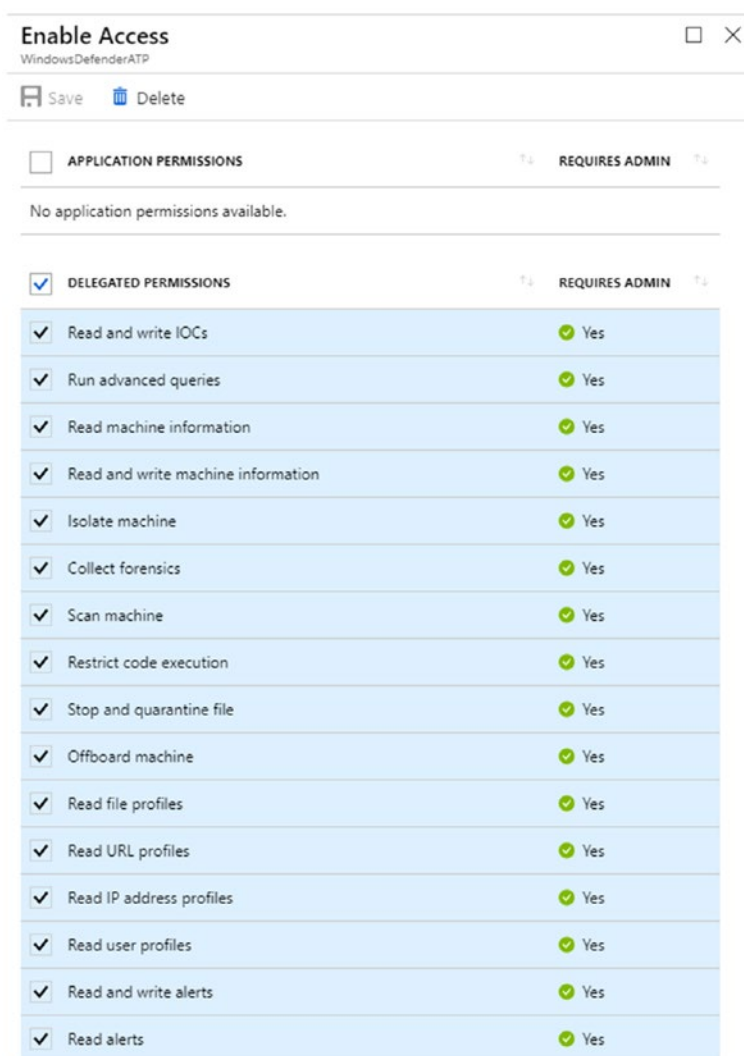 Enable Access
WindowsDefenderATP
Save Delete
APPLICATION PERMISSIONS REQUIRES ADMIN
No application permissions available.
DELEGATED PERMISSIONS REQUIRES ADMIN
Read and write IOCs Yes
Run advanced queries Yes
Read machine information Yes
Read and write machine information Yes
Isolate machine Yes
Collect forensics Yes
Scan machine Yes
Restrict code execution Yes
Stop and quarantine file Yes
Offboard machine Yes
Read file profiles Yes
Read URL profiles Yes
Read IP address profiles Yes
Read user profiles Yes
Read and write alerts Yes
Read alerts Yes